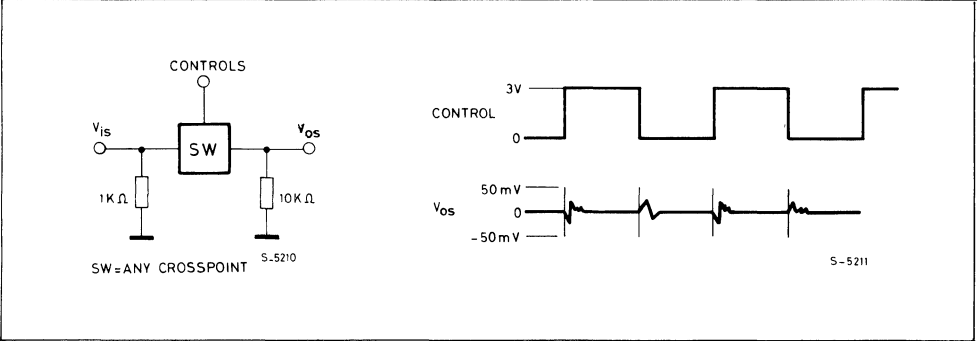 CONTROLS
Vis
Vos
SW
1KΩ
10KΩ
S-5210
SW=ANY CROSSPOINT
3V
CONTROL
0
50mV
Vos
0
-50mV
S-5211